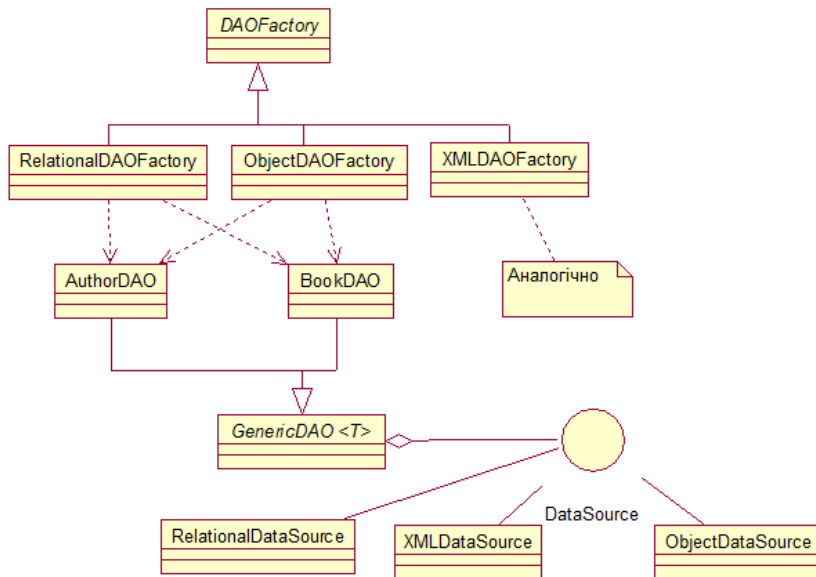 DAOFactory
RelationalDAOFactory
ObjectDAOFactory
XMLDAOFactory
AuthorDAO
BookDAO
Аналогічно
GenericDAO <T>
DataSource
RelationalDataSource
XMLDataSource
ObjectDataSource